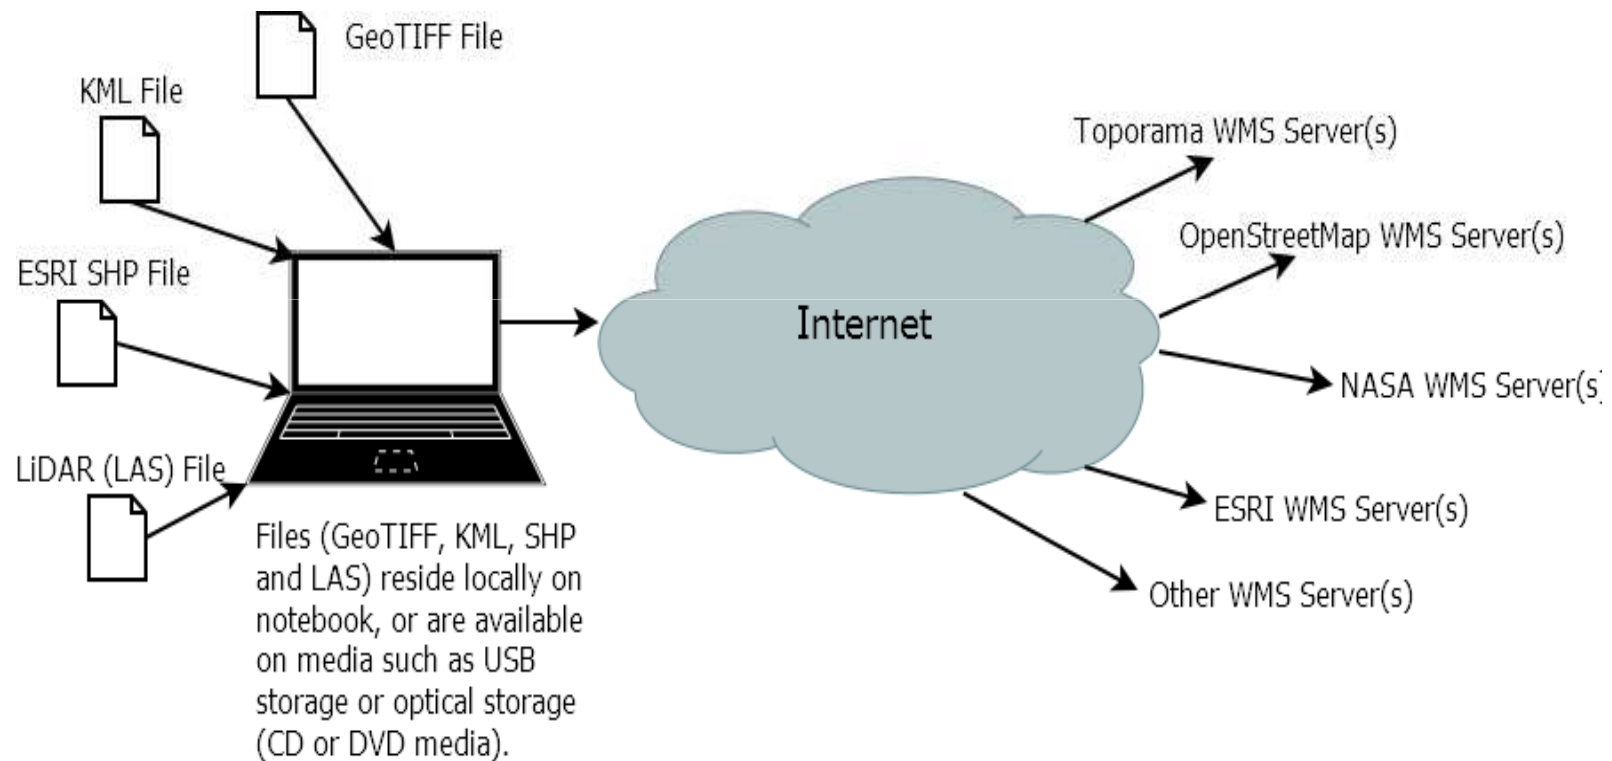 GeoTIFF File
KML File
Toporama WMS Server(s)
OpenStreetMap WMS Server(s)
ESRI SHP File
Internet
NASA WMS Server(s)
LiDAR (LAS) File
ESRI WMS Server(s)
Files (GeoTIFF, KML, SHP
and LAS) reside locally on
notebook, or are available
on media such as USB
storage or optical storage
(CD or DVD media).
Other WMS Server(s)